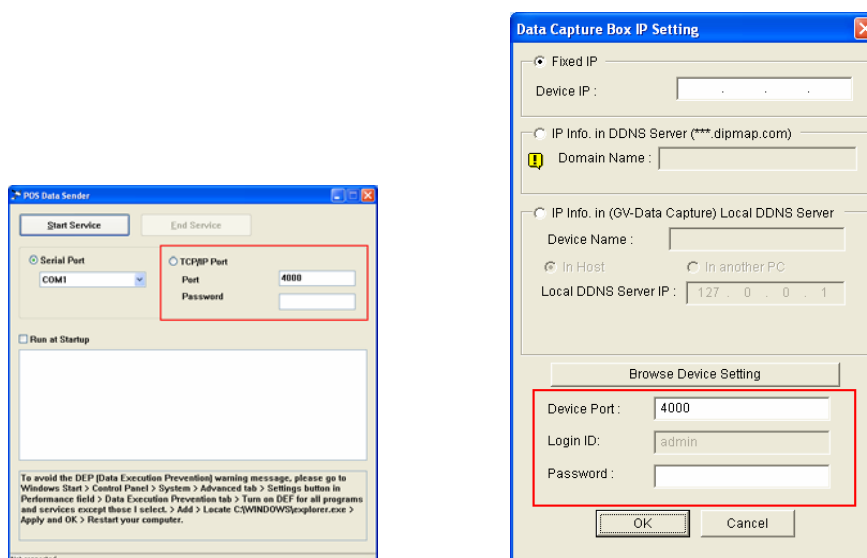 POS Data Sender
Start Service
End Service
Serial Port
COM1
TCP/IP Port
Port 4000
Password
Run at Startup
To avoid the DEP [Data Execution Prevention] warning
message, please go to
Windows Start > Control Panel > System > Advanced tab > Settings button in
Performance field > Data Execution Prevention tab > Turn on DEF for all programs
and services except those I select. > Add > Locate C:\WINDOWS\explorer.exe >
Apply and OK > Restart your computer.
Data Capture Box IP Setting
Fixed IP
Device IP : . . .
IP Info. in DDNS Server (***.dipmap.com)
Domain Name :
IP Info. in (GV-Data Capture) Local DDNS Server
Device Name :
In Host In another PC
Local DDNS Server IP : 127 . 0 . 0 . 1
Browse Device Setting
Device Port : 4000
Login ID: admin
Password :
OK Cancel